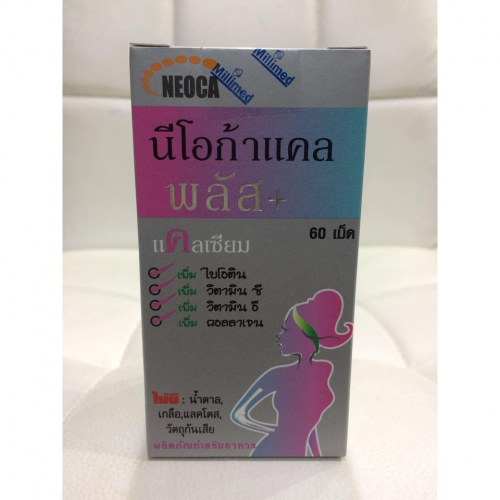 NEOCA
Millimed
Millimed
นีโอก้าแคล
พลัส+
แคลเซียม
60 เม็ด
เพิ่ม ไบโอติน
เพิ่ม วิตามิน ซี
เพิ่ม วิตามิน อี
เพิ่ม คอลลาเจน
ไม่มี : น้ำตาล,
เกลือ,แลคโตส,
วัตถุกันเสีย
ผลิตภัณฑ์เสริมอาหาร